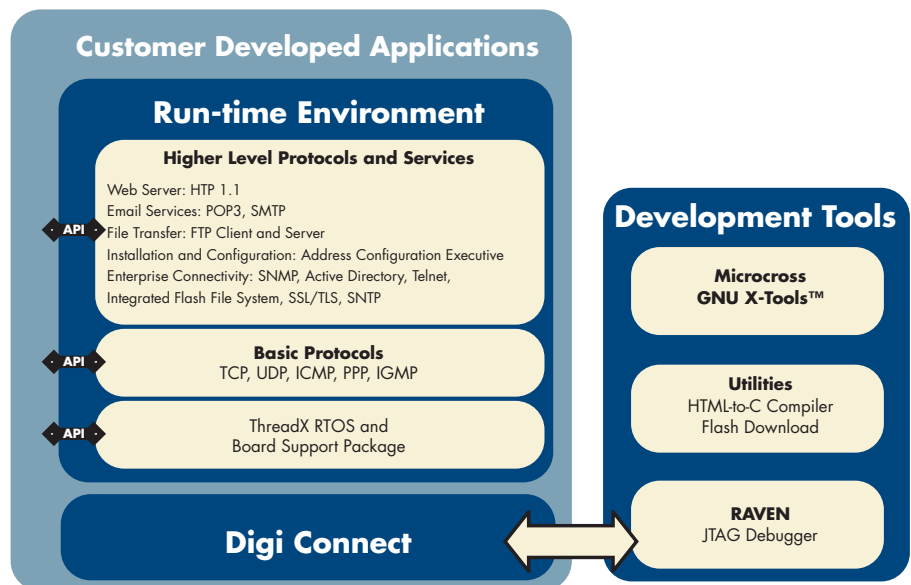 Customer Developed Applications
Run-time Environment
Higher Level Protocols and Services
Web Server: HTP 1.1
Email Services: POP3, SMTP
API
File Transfer: FTP Client and Server
Installation and Configuration: Address Configuration Executive
Enterprise Connectivity: SNMP, Active Directory, Telnet,
Integrated Flash File System, SSL/TLS, SNTP
API
Basic Protocols
TCP, UDP, ICMP, PPP, IGMP
API
ThreadX RTOS and
Board Support Package
Digi Connect
Development Tools
Microcross
GNU X-Tools™
Utilities
HTML-to-C Compiler
Flash Download
RAVEN
JTAG Debugger